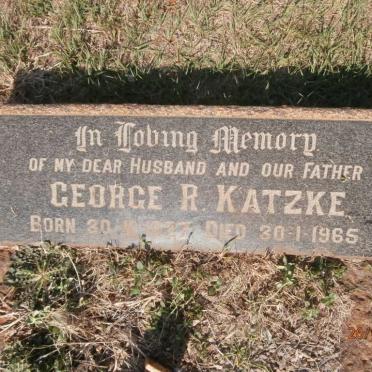 In Loving Memory
OF MY DEAR HUSBAND AND OUR FATHER
GEORGE R. KATZKE
BORN 30 DIED 30-1-1965